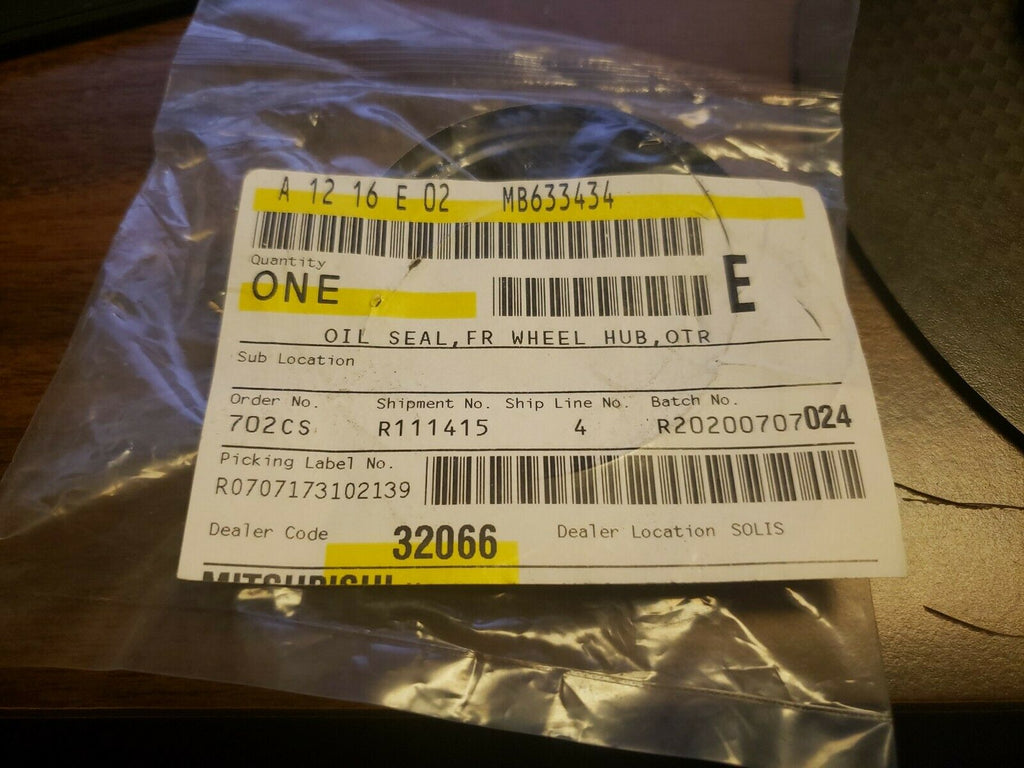 A 12 16 E 02 MB633434
Quantity
ONE
E
OIL SEAL,FR WHEEL HUB,OTR
Sub Location
Order No. Shipment No. Ship Line No. Batch No.
702CS R111415 4 R20200707024
Picking Label No.
R0707173102139
Dealer Code 32066 Dealer Location SOLIS
MITSUBISHI